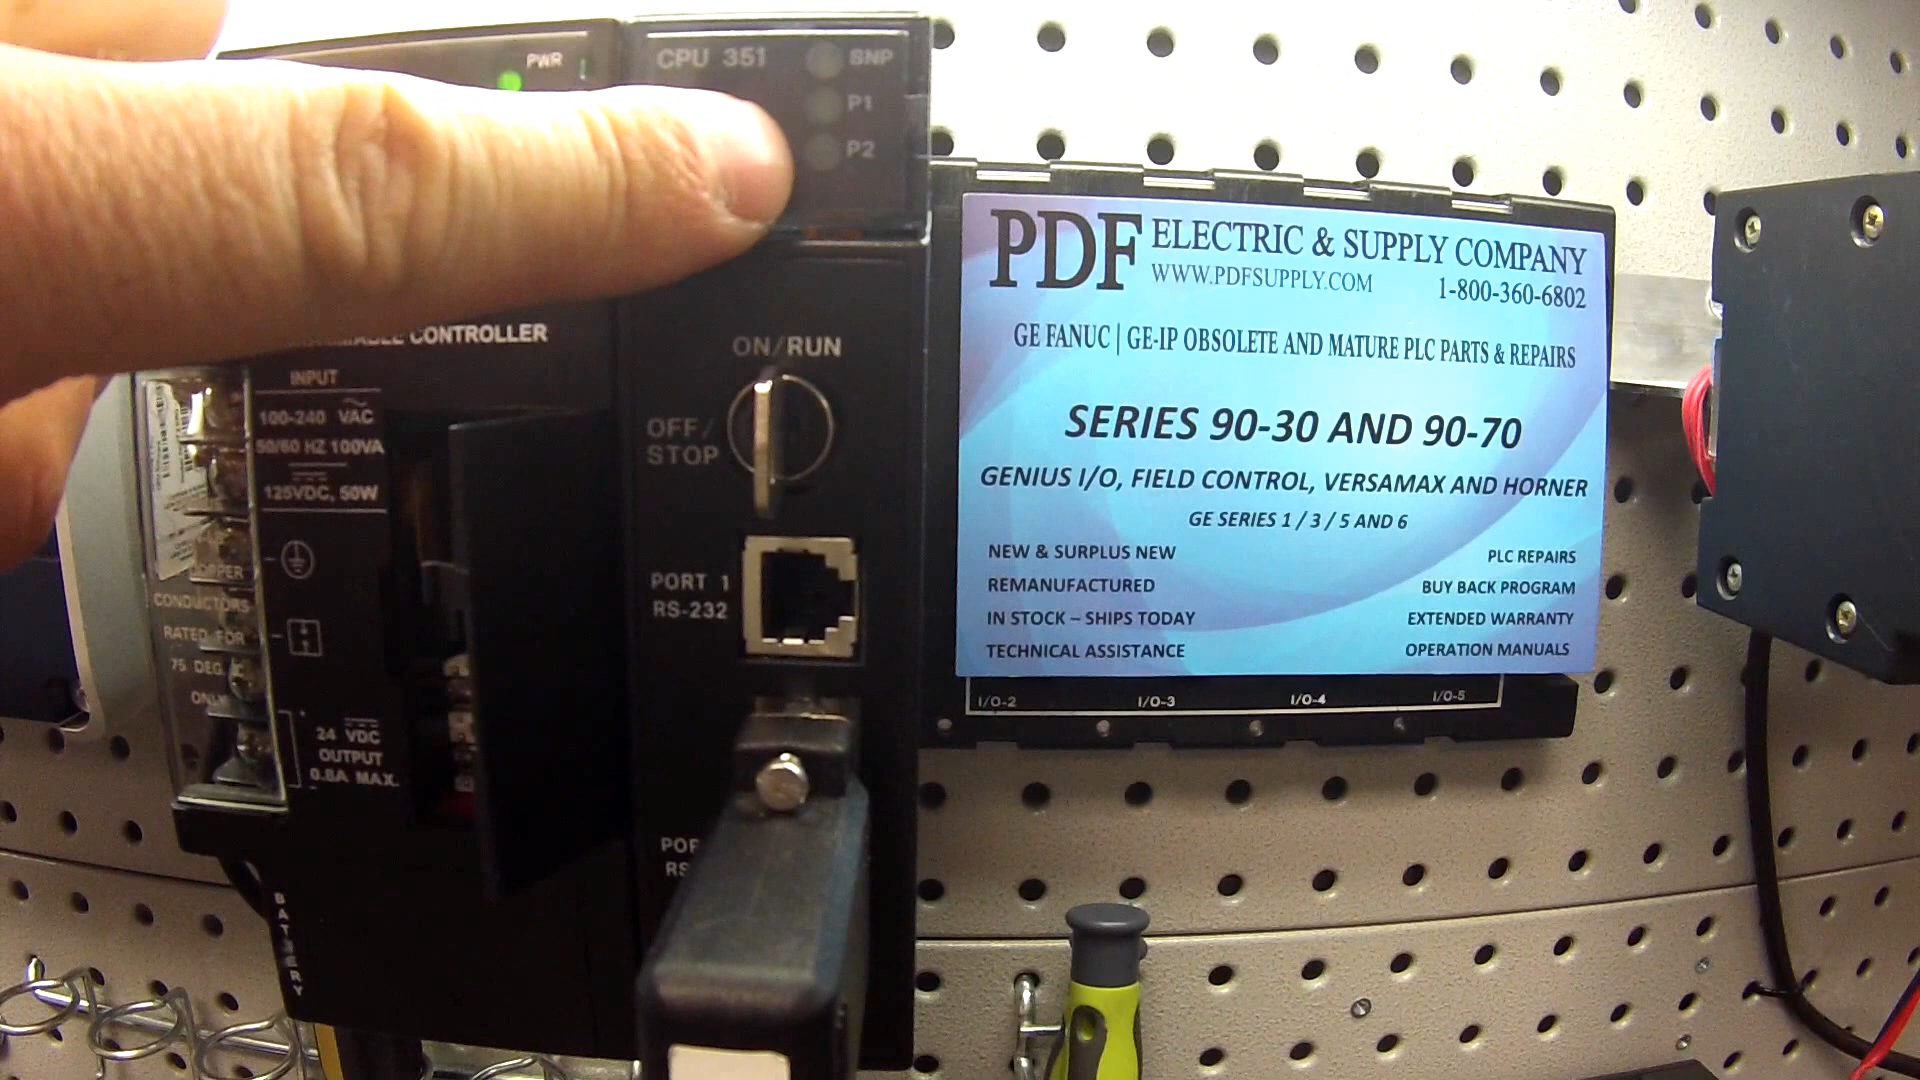 PWR
CPU 351
SNP
P1
P2
CONTROLLER
INPUT
100-240 VAC
50/60 HZ 100VA
125VDC, 50W
CONDUCTORS
RATED FOR
75 DEG. C
ONLY
24 VDC
OUTPUT
0.8A MAX.
BATTERY
ON/RUN
OFF/
STOP
PORT 1
RS-232
PDF ELECTRIC & SUPPLY COMPANY
WWW.PDFSUPPLY.COM 1-800-360-6802
GE FANUC | GE-IP OBSOLETE AND MATURE PLC PARTS & REPAIRS
SERIES 90-30 AND 90-70
GENIUS I/O, FIELD CONTROL, VERSAMAX AND HORNER
GE SERIES 1 / 3 / 5 AND 6
NEW & SURPLUS NEW PLC REPAIRS
REMANUFACTURED BUY BACK PROGRAM
IN STOCK – SHIPS TODAY EXTENDED WARRANTY
TECHNICAL ASSISTANCE OPERATION MANUALS
I/O-2 I/O-3 I/O-4 I/O-5